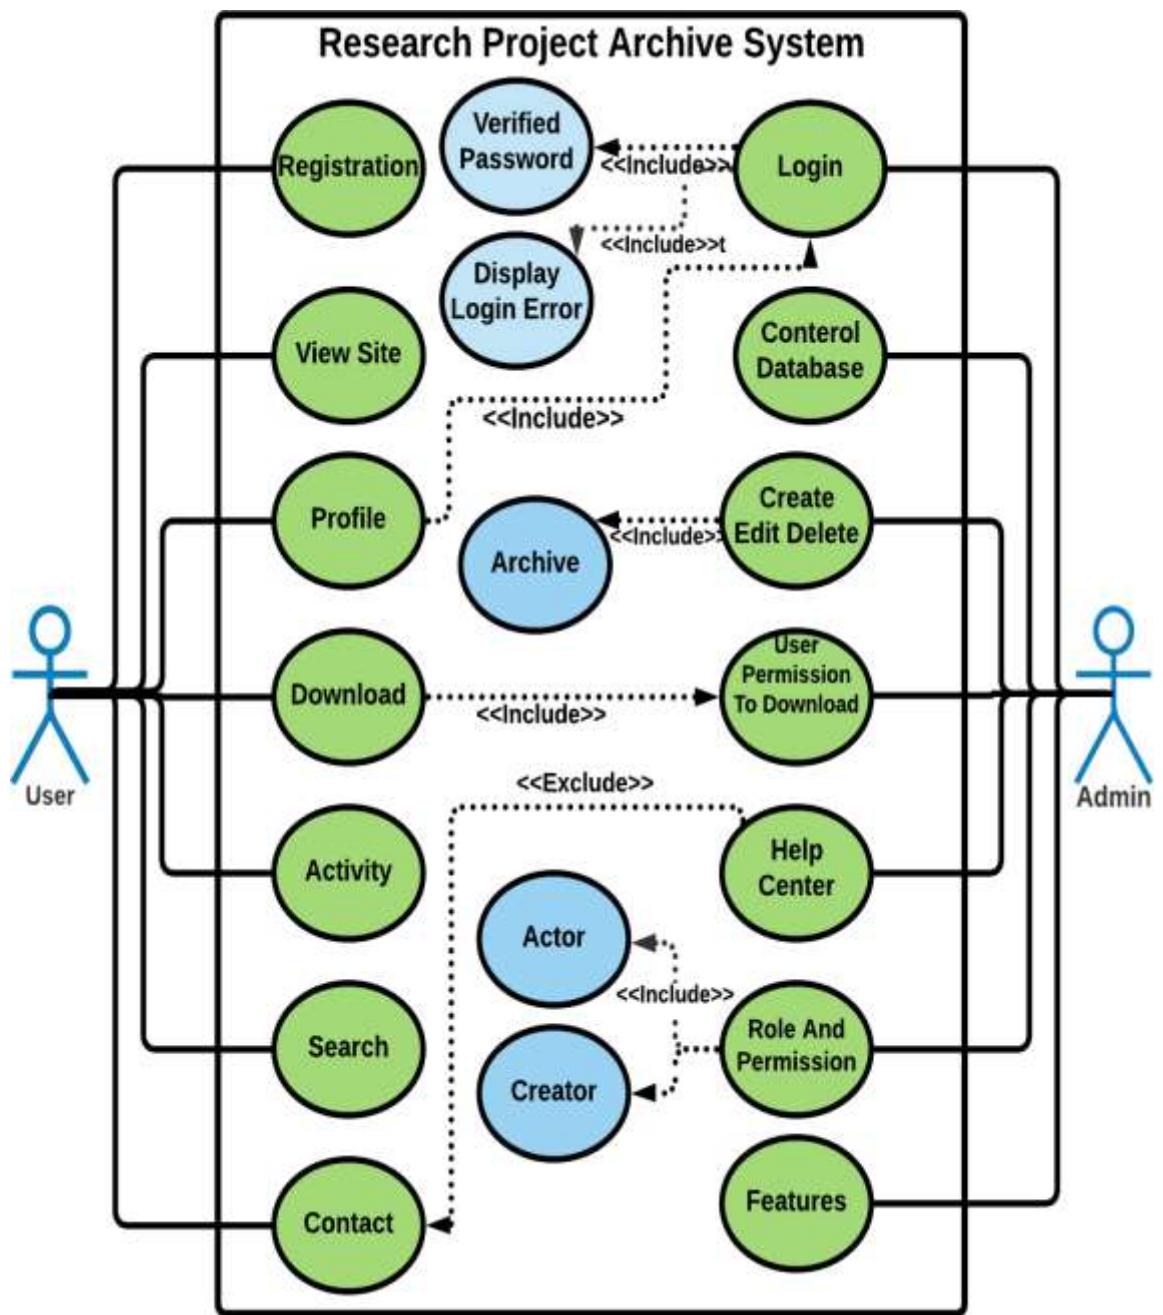 Research Project Archive System
Verified
Password
Registration
<<Include>>
Login
<<Include>>t
Display
Login Error
View Site
Conterol
Database
<<Include>>
Profile
Create
Edit Delete
<<Include>
Archive
User
Permission
To Download
Download
<<Include>>
User
Admin
<<Exclude>>
Activity
Help
Center
Actor
<<Include>>
Search
Role And
Permission
Creator
Features
Contact